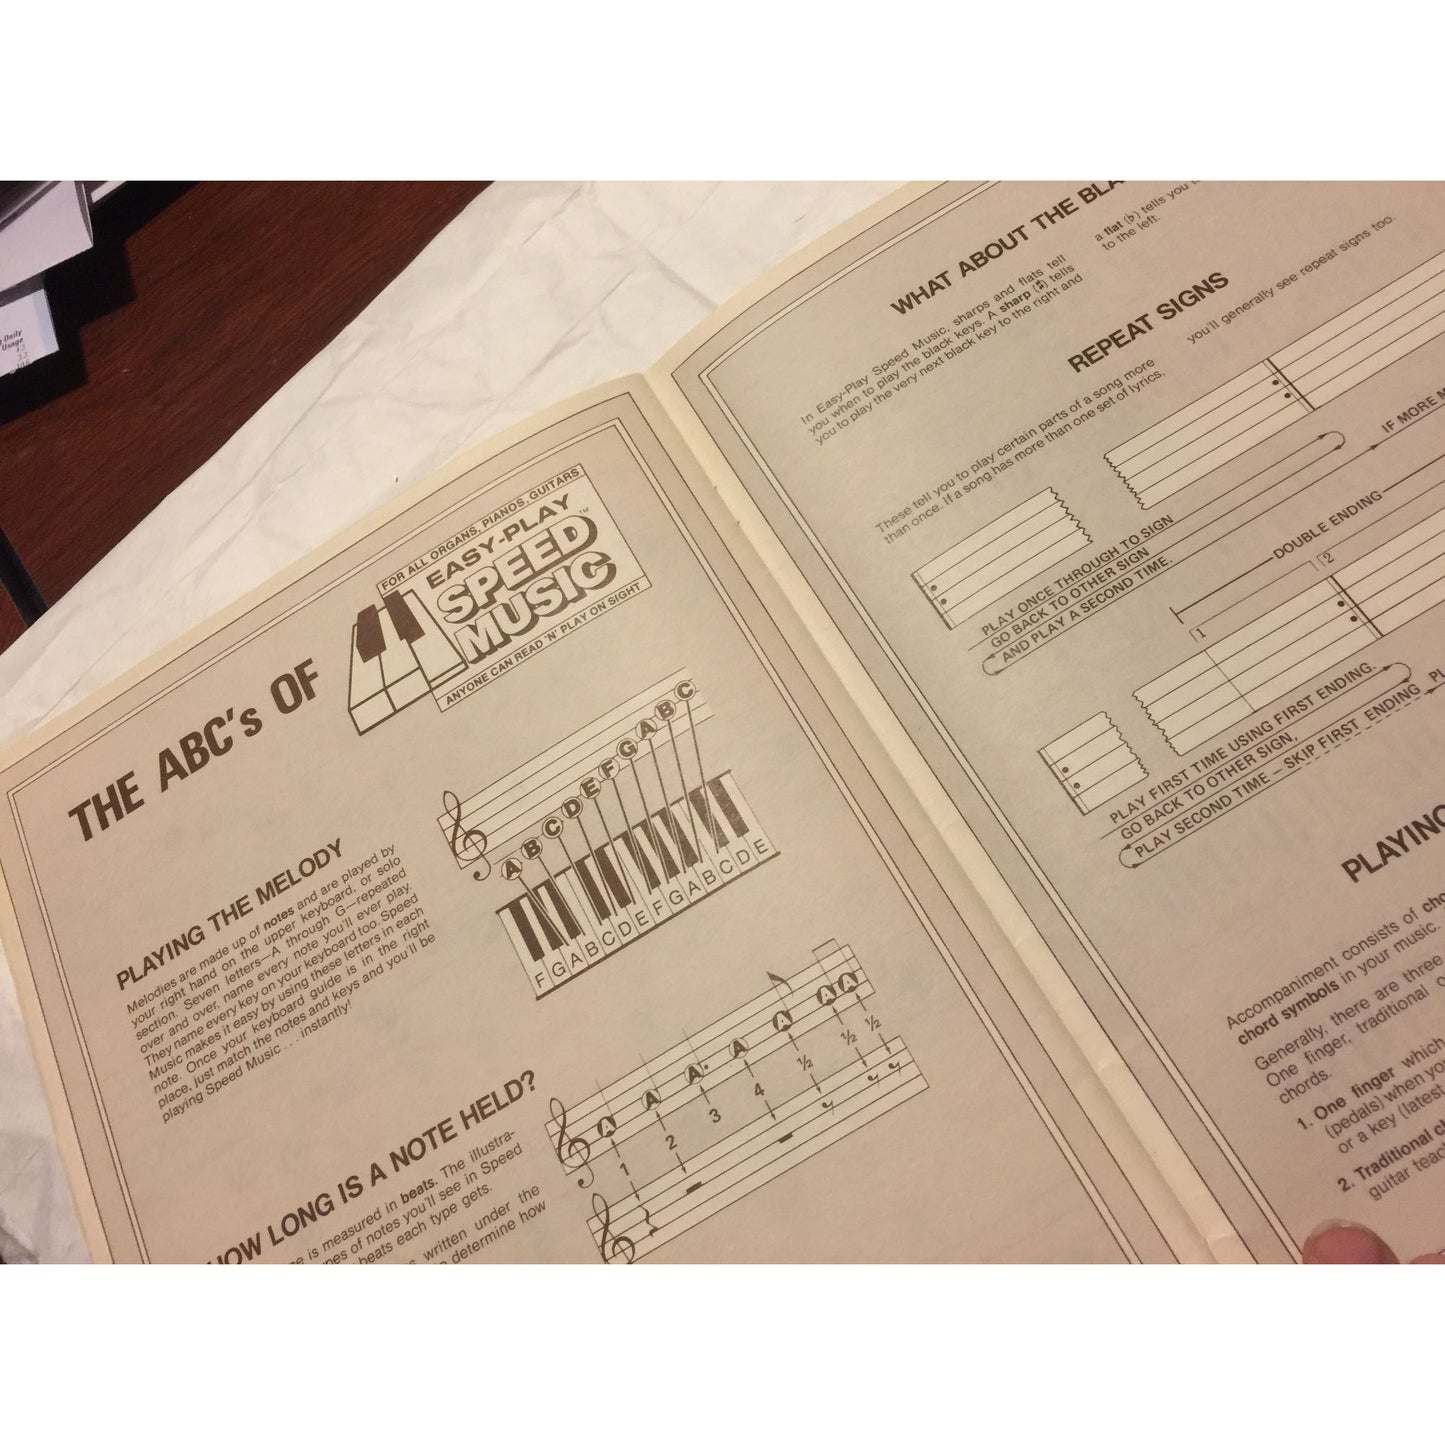 THE ABC's OF
FOR ALL ORGANS, PIANOS, GUITARS
EASY-PLAY
SPEED™
MUSIC
ANYONE CAN READ 'N' PLAY ON SIGHT
PLAYING THE MELODY
Melodies are made up of notes and are played by
your right hand on the upper keyboard, or solo
section. Seven letters—A through G—repeated
over and over, name every note you'll ever play.
They name every key on your keyboard too. Speed
Music makes it easy by using these letters in each
note. Once your keyboard guide is in the right
place, just match the notes and keys and you'll be
playing Speed Music . . . instantly!
A B C D E F G A B C
F G A B C D E F G A B C D E
HOW LONG IS A NOTE HELD?
is measured in beats. The illustra-
of notes you'll see in Speed
beats each type gets.
written under the
determine how
A A A. A A A A
1 2 3 4 ½ ½ ½
WHAT ABOUT THE
In Easy-Play Speed Music, sharps and flats tell
you when to play the black keys. A sharp (♯) tells
you to play the very next black key to the right and
a flat (♭) tells you
to the left.
REPEAT SIGNS
These tell you to play certain parts of a song more
than once. If a song has more than one set of lyrics,
you'll generally see repeat signs too.
PLAY ONCE THROUGH TO SIGN
GO BACK TO OTHER SIGN
AND PLAY A SECOND TIME.
IF MORE
DOUBLE ENDING
1 2
PLAY FIRST TIME USING FIRST ENDING.
GO BACK TO OTHER SIGN,
PLAY SECOND TIME – SKIP FIRST ENDING
PLAYING
Accompaniment consists of
chord symbols in your music.
Generally, there are three
One finger, traditional
chords.
1. One finger which
(pedals) when you
or a key (latest
2. Traditional
guitar
Daily
Usage